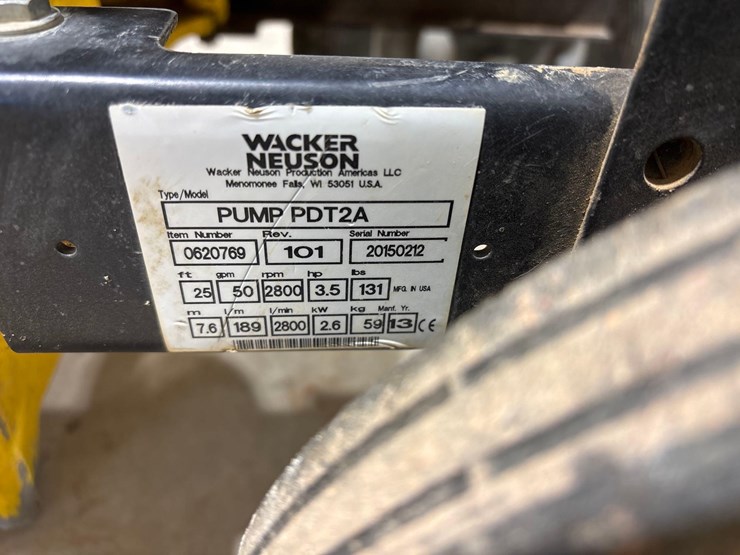 WACKER
NEUSON
Wacker Neuson Production Americas LLC
Menomonee Falls, WI 53051 U.S.A.
Type/Model
PUMP PDT2A
Item Number Rev. Serial Number
0620769 101 20150212
ft gpm rpm hp lbs
25 50 2800 3.5 131 MFG. IN USA
m l/m l/min kW kg Manf. Yr.
7.6 189 2800 2.6 59 13 CE